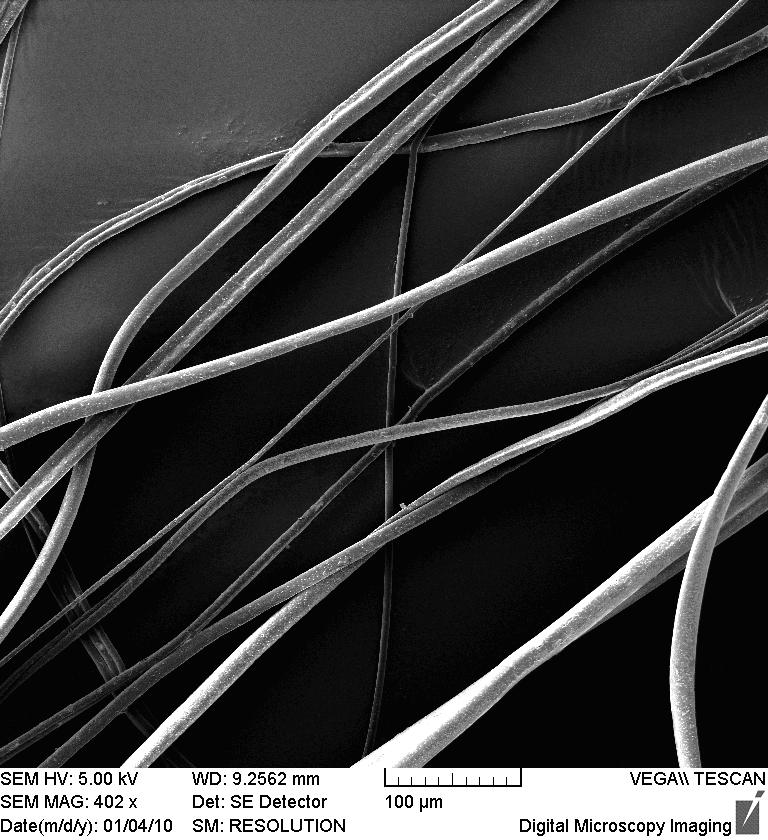 SEM HV: 5.00 kV WD: 9.2562 mm VEGA\\ TESCAN
SEM MAG: 402 x Det: SE Detector 100 µm
Date(m/d/y): 01/04/10 SM: RESOLUTION Digital Microscopy Imaging